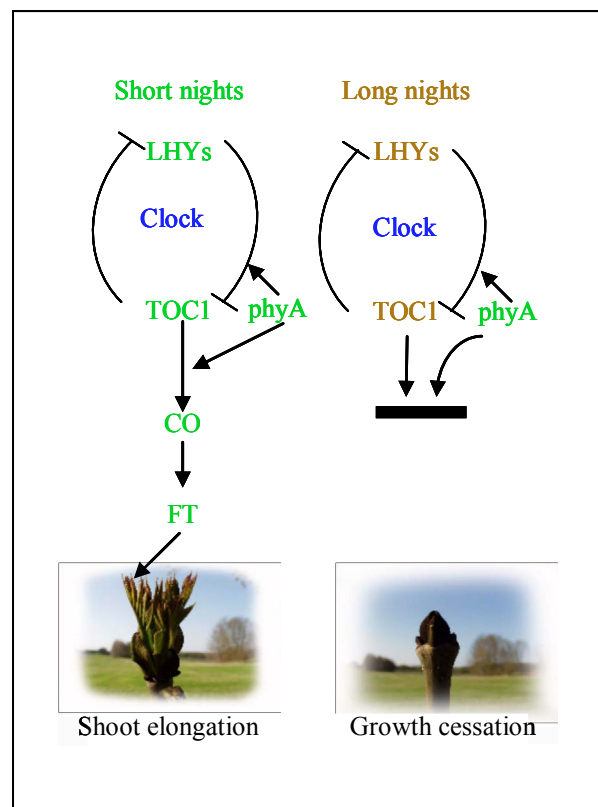 Short nights
LHYs
Clock
TOC1
phyA
CO
FT
Shoot elongation
Long nights
LHYs
Clock
TOC1
phyA
Growth cessation